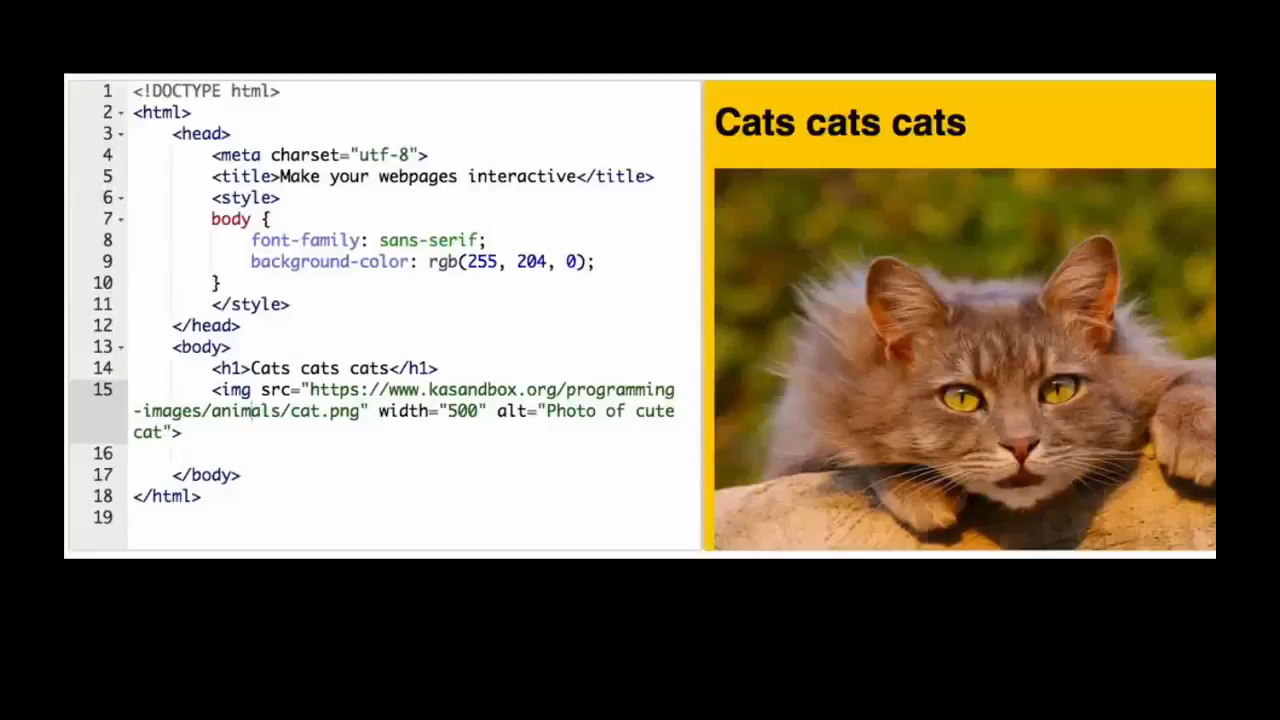 1 <!DOCTYPE html>
2 <html>
3 <head>
4 <meta charset="utf-8">
5 <title>Make your webpages interactive</title>
6 <style>
7 body {
8 font-family: sans-serif;
9 background-color: rgb(255, 204, 0);
10 }
11 </style>
12 </head>
13 <body>
14 <h1>Cats cats cats</h1>
15 <img src="https://www.kasandbox.org/programming
-images/animals/cat.png" width="500" alt="Photo of cute
cat">
16
17 </body>
18 </html>
19
Cats cats cats